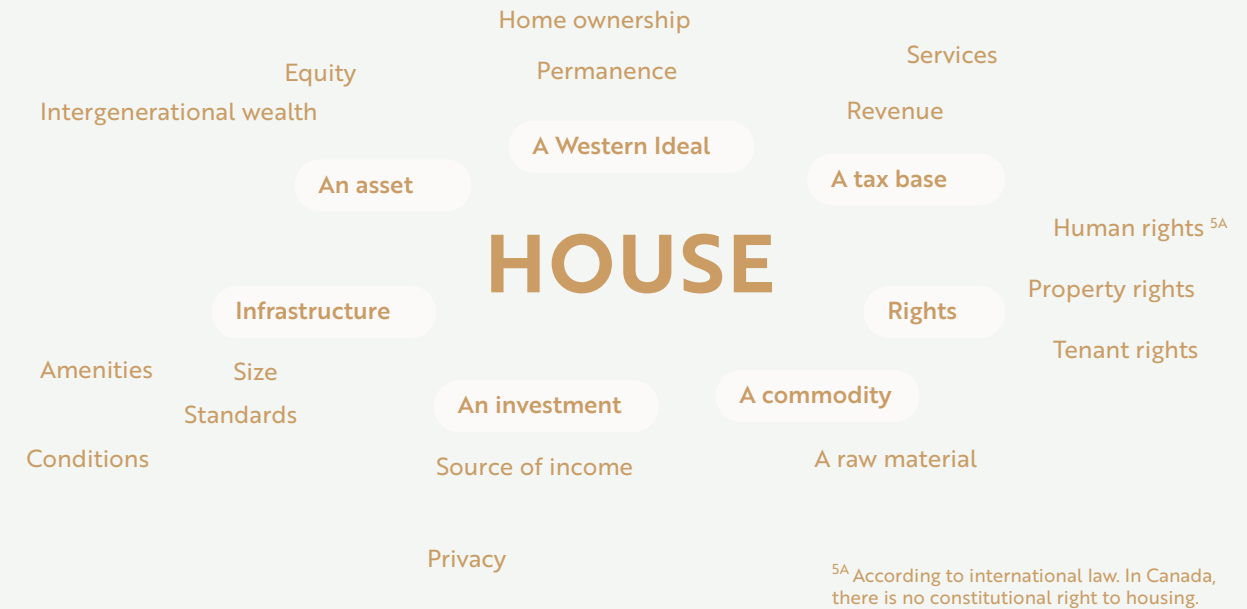 Home ownership
Services
Equity
Permanence
Intergenerational wealth
Revenue
A Western Ideal
An asset
A tax base
HOUSE
Human rights 5A
Property rights
Infrastructure
Rights
Tenant rights
Amenities
Size
Standards
An investment
A commodity
Conditions
Source of income
A raw material
Privacy
5A According to international law. In Canada,
there is no constitutional right to housing.